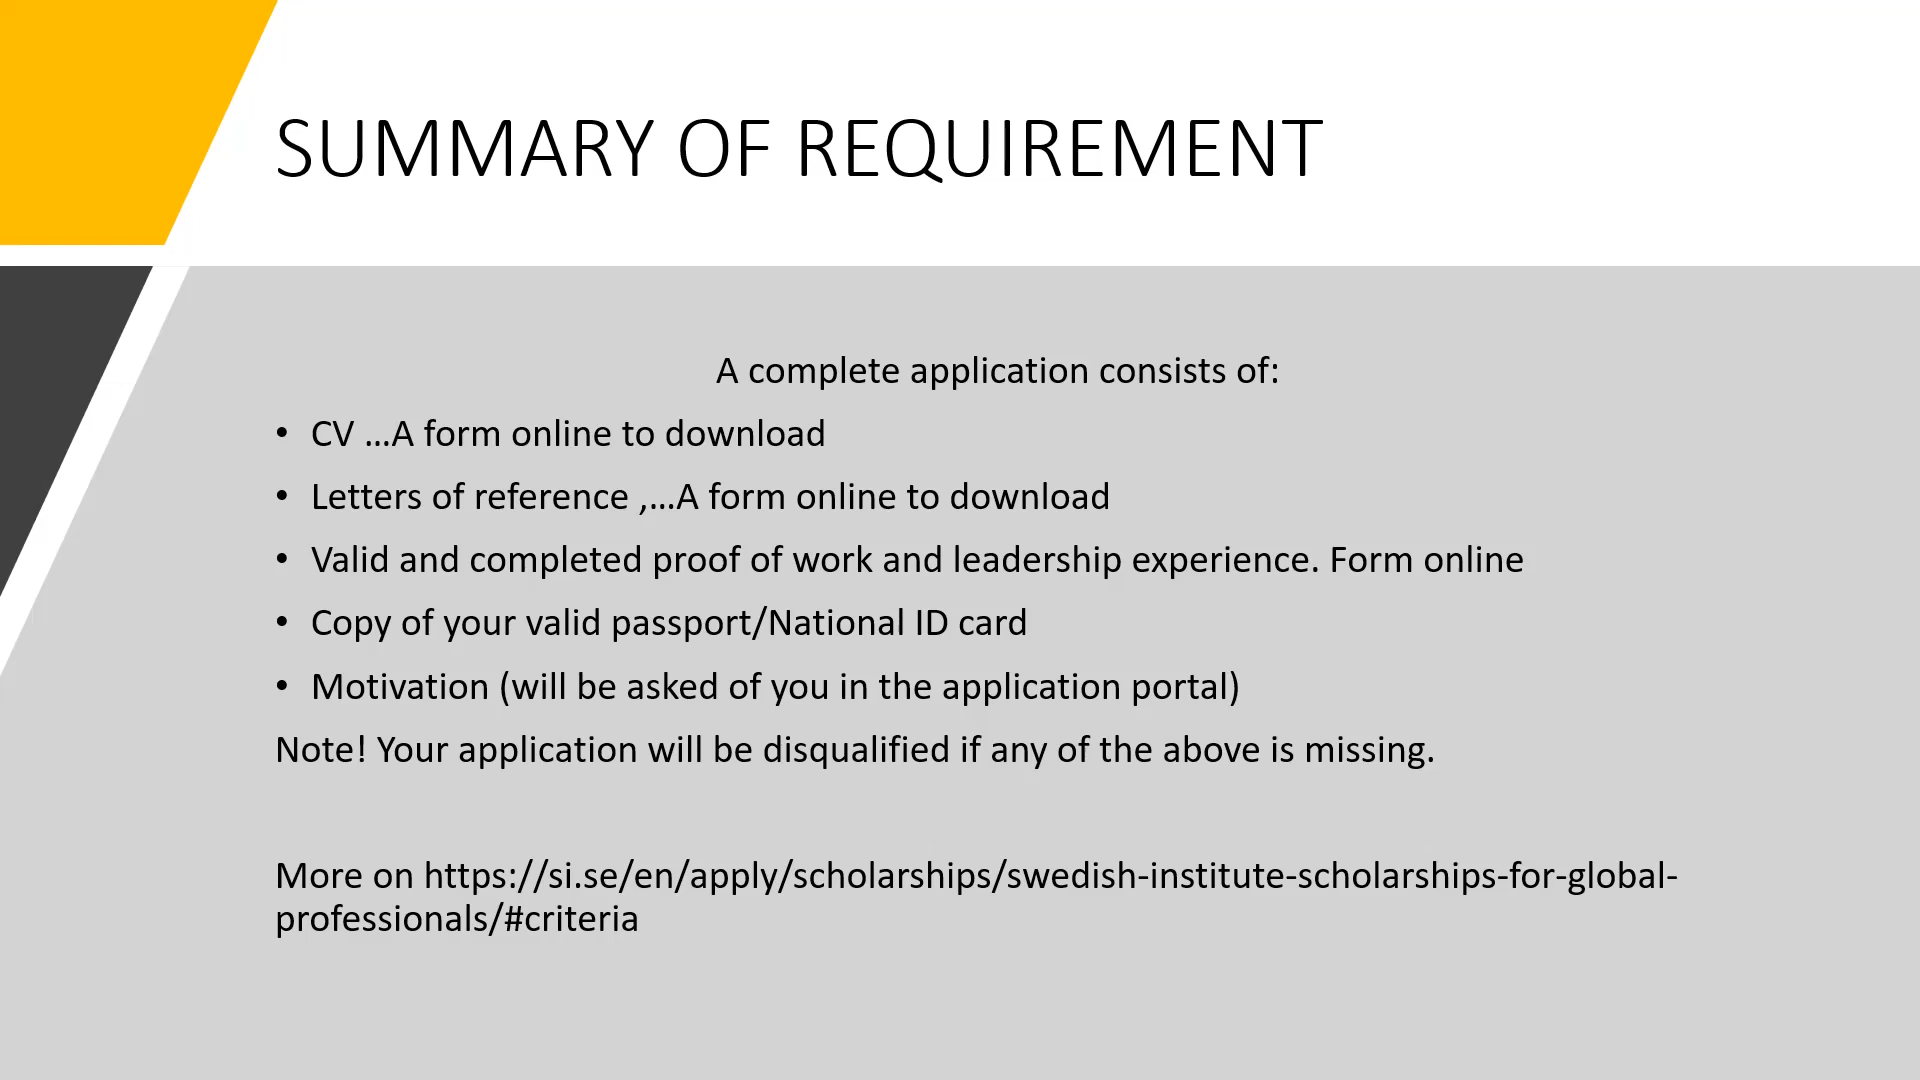 SUMMARY OF REQUIREMENT
A complete application consists of:
• CV …A form online to download
• Letters of reference ,…A form online to download
• Valid and completed proof of work and leadership experience. Form online
• Copy of your valid passport/National ID card
• Motivation (will be asked of you in the application portal)
Note! Your application will be disqualified if any of the above is missing.
More on https://si.se/en/apply/scholarships/swedish-institute-scholarships-for-global-
professionals/#criteria